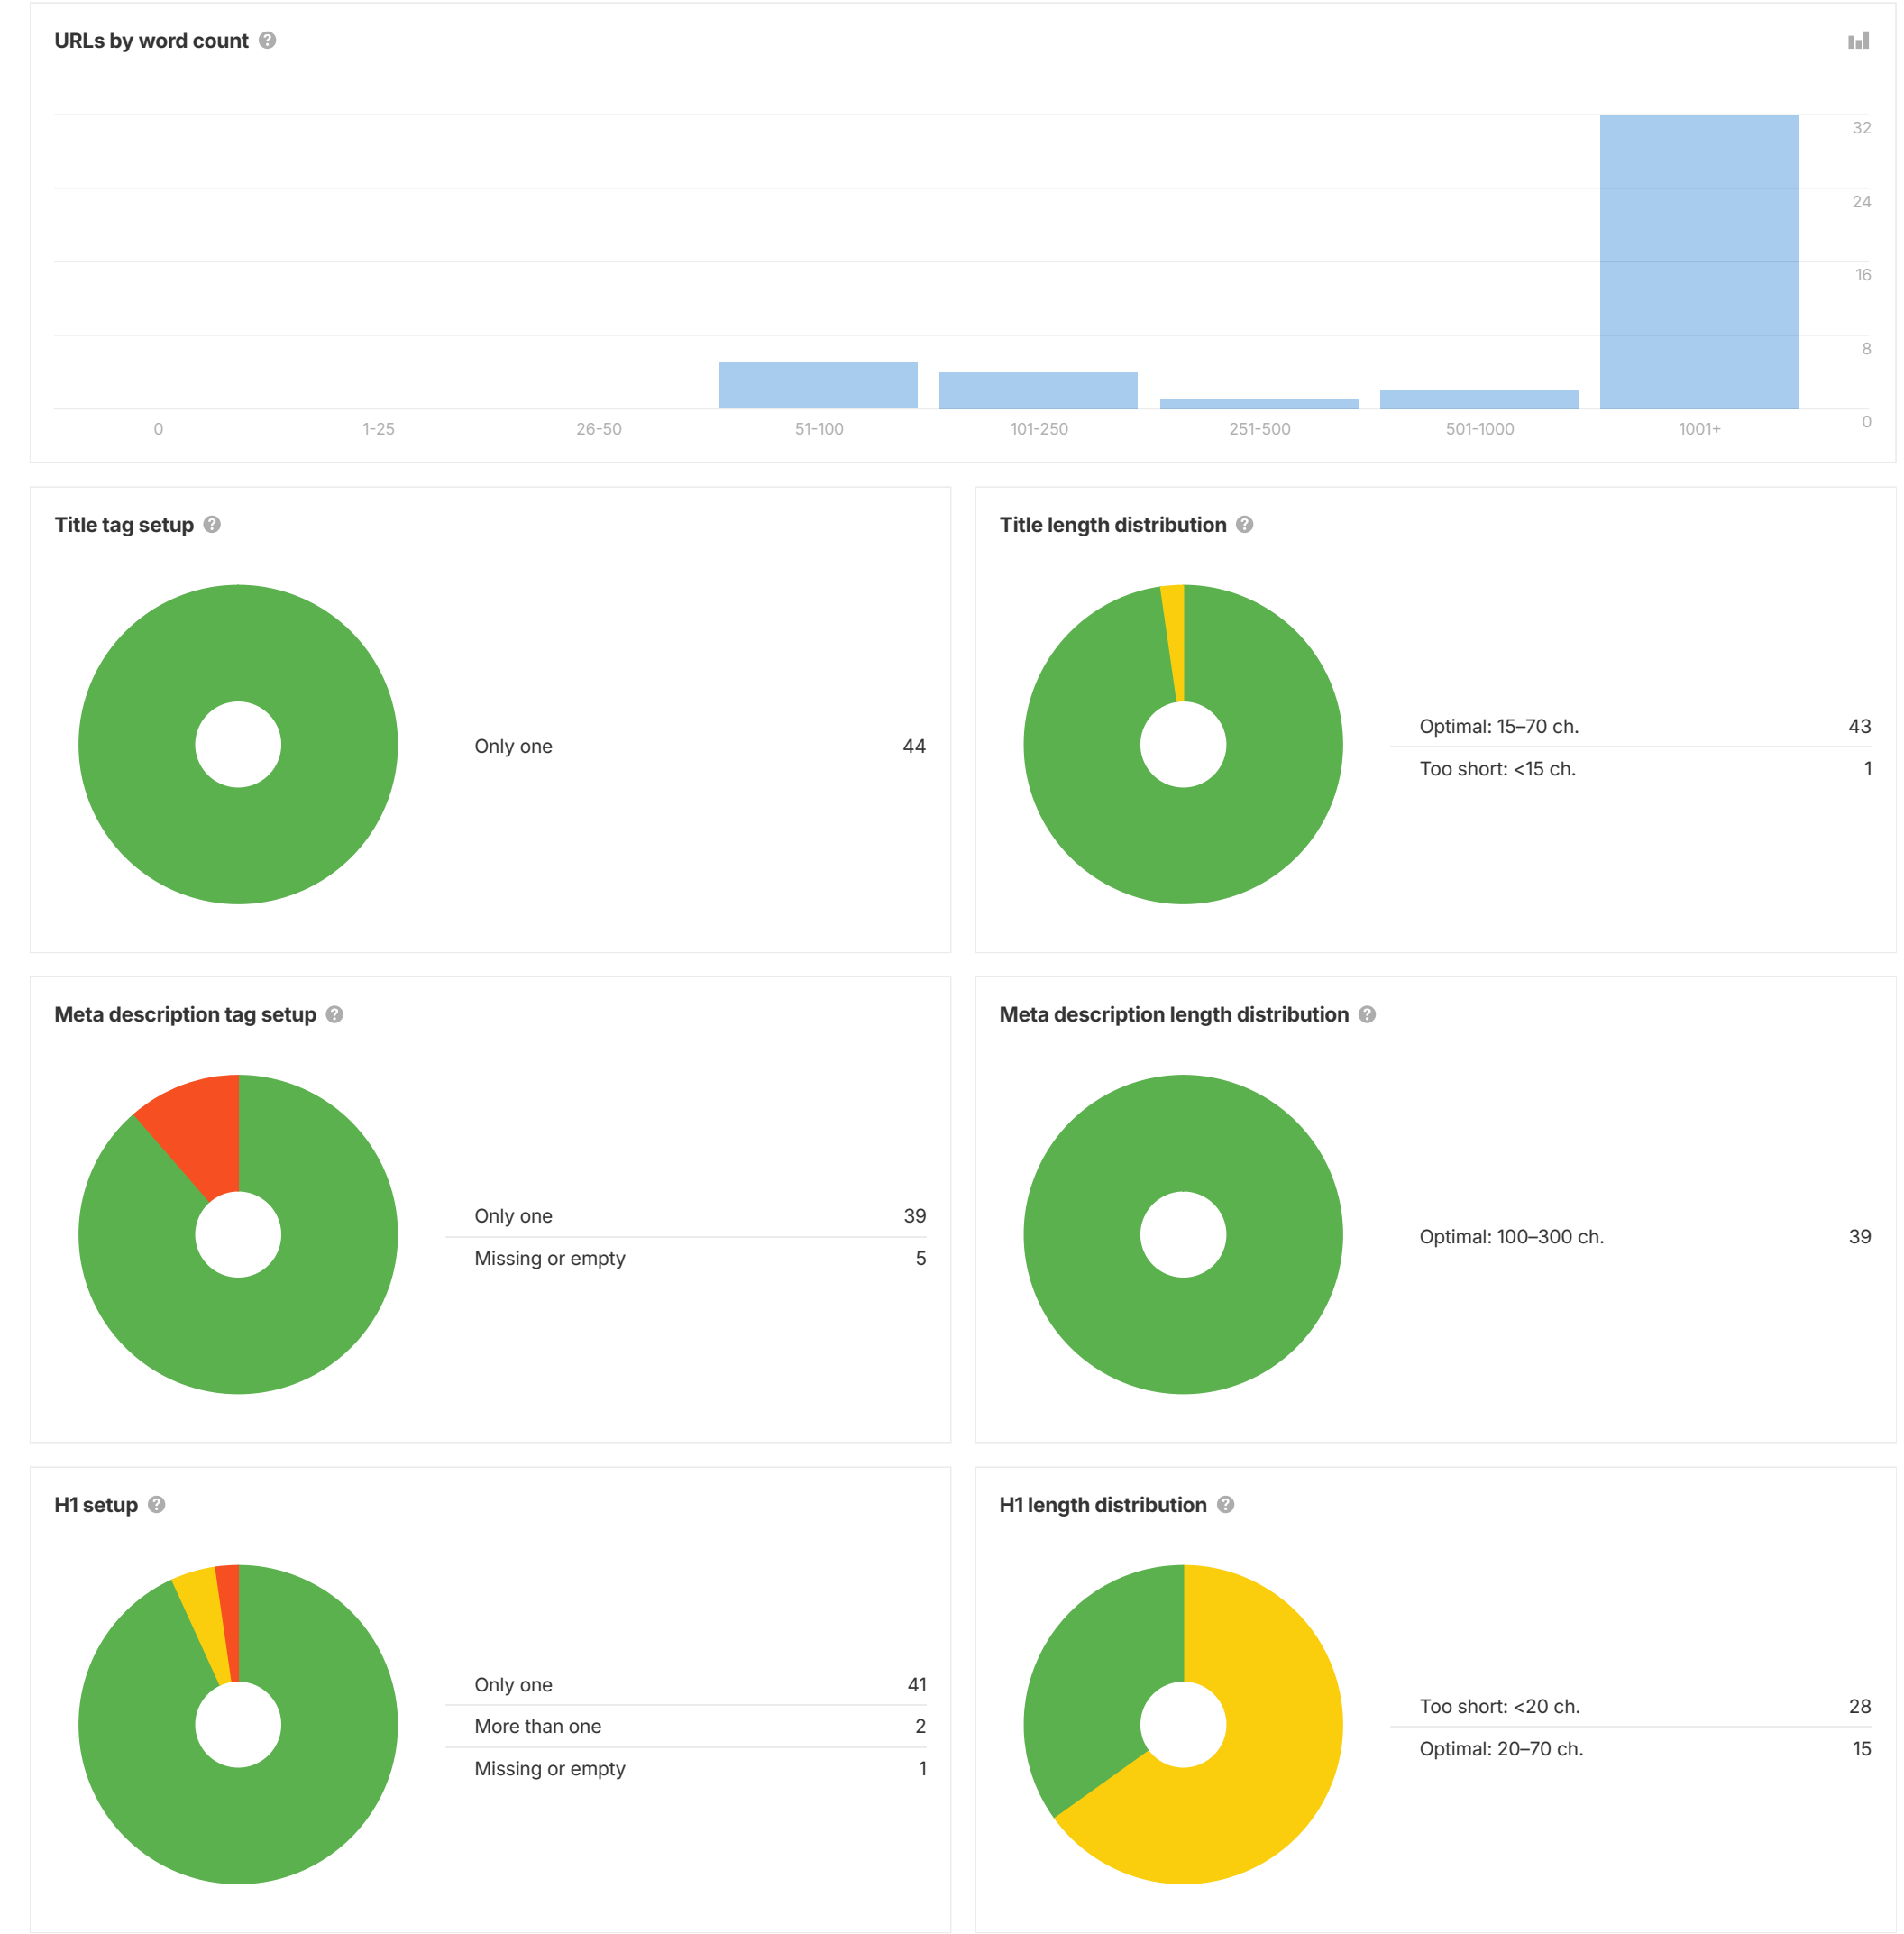 URLs by word count
32
24
16
8
0
0 1-25 26-50 51-100 101-250 251-500 501-1000 1001+
Title tag setup
Only one 44
Title length distribution
Optimal: 15–70 ch. 43
Too short: <15 ch. 1
Meta description tag setup
Only one 39
Missing or empty 5
Meta description length distribution
Optimal: 100–300 ch. 39
H1 setup
Only one 41
More than one 2
Missing or empty 1
H1 length distribution
Too short: <20 ch. 28
Optimal: 20–70 ch. 15